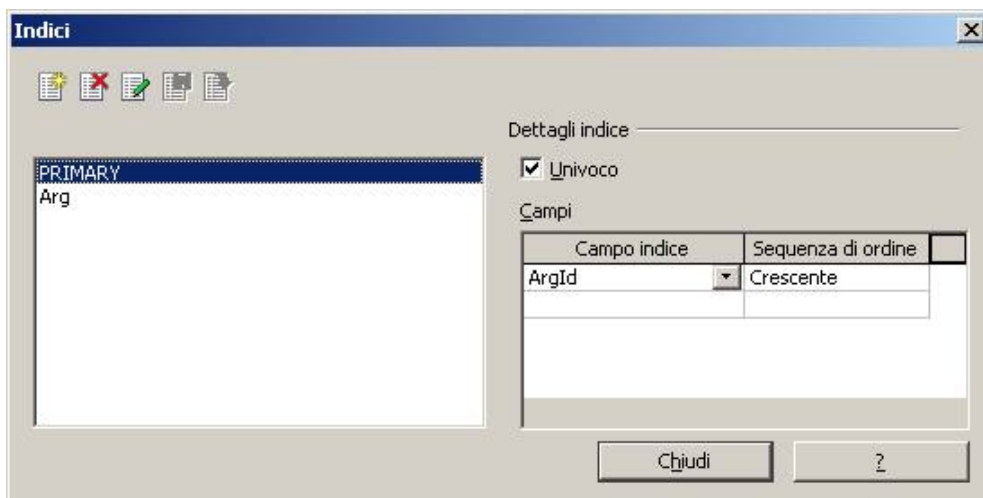 Indici
Dettagli indice
PRIMARY
Arg
Univoco
Campi
Campo indice Sequenza di ordine
ArgId Crescente
Chiudi ?